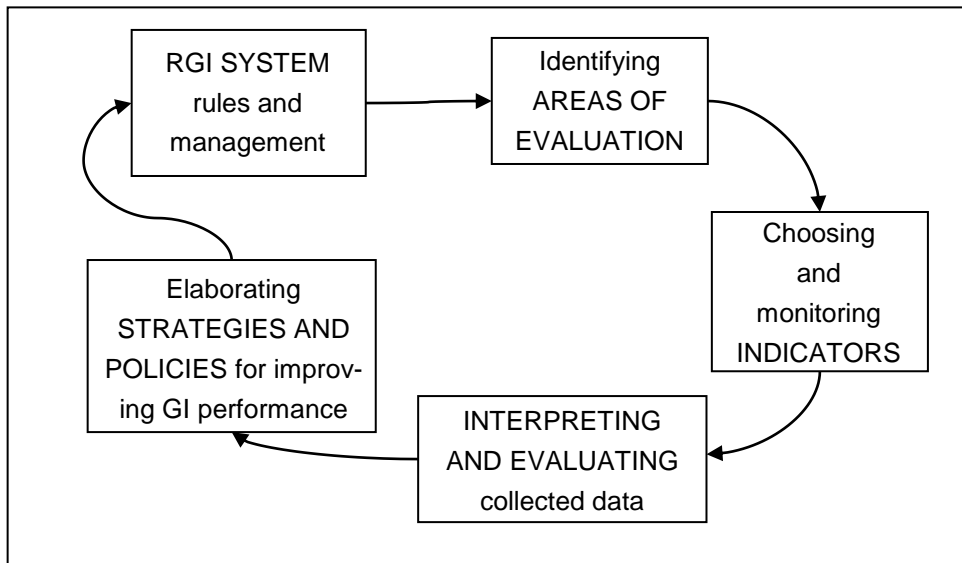 RGI SYSTEM
rules and
management
Identifying
AREAS OF
EVALUATION
Choosing
and
monitoring
INDICATORS
INTERPRETING
AND EVALUATING
collected data
Elaborating
STRATEGIES AND
POLICIES for improv-
ing GI performance